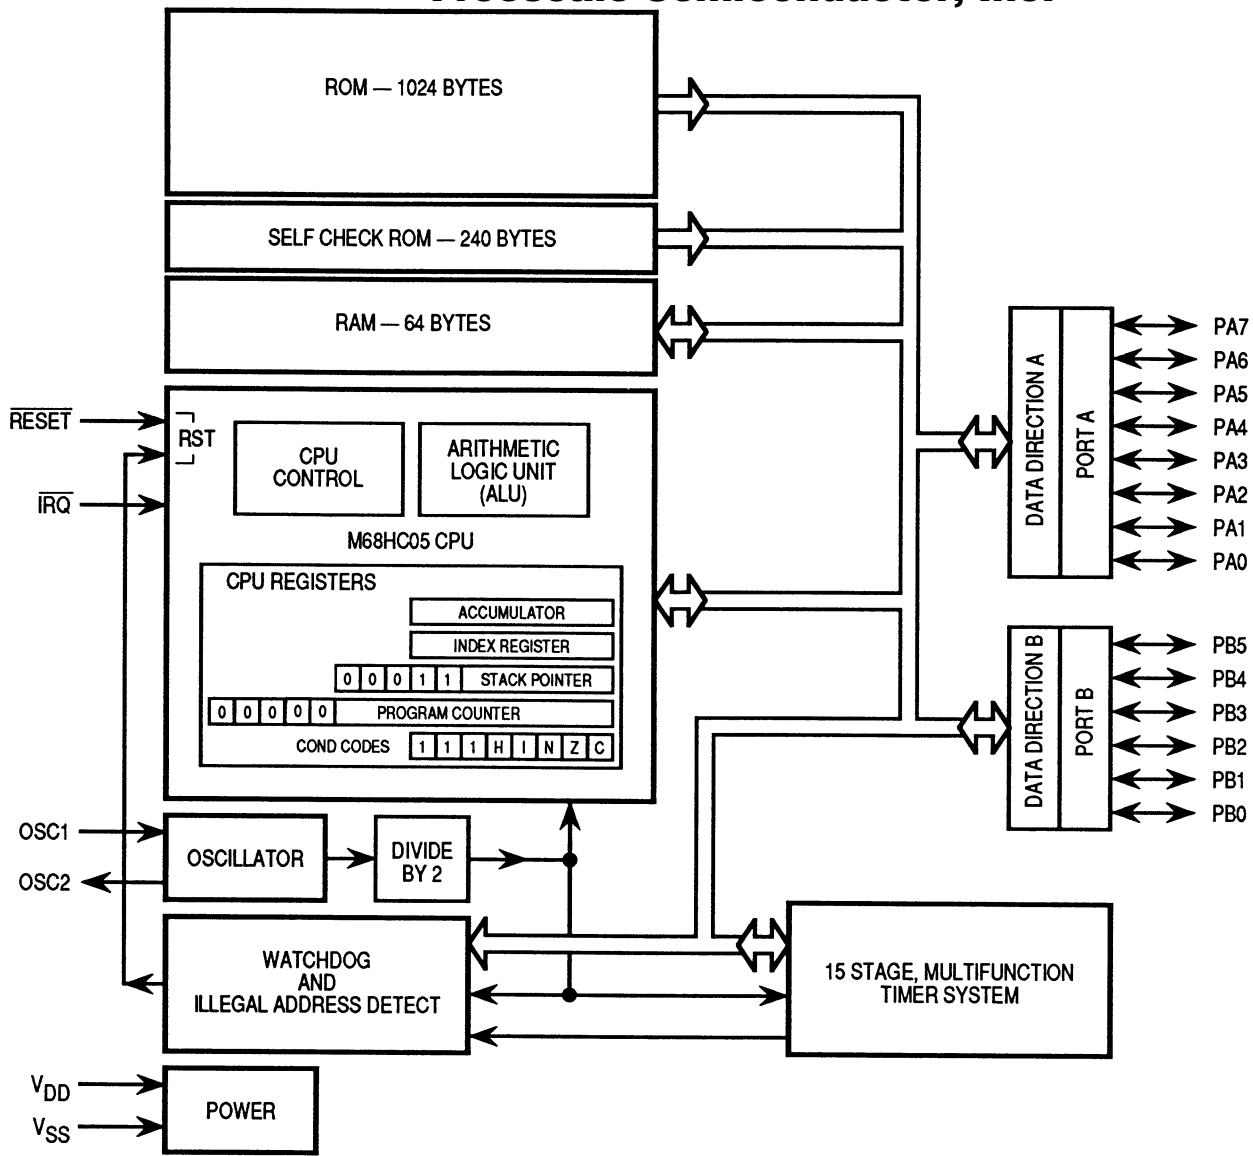 ROM — 1024 BYTES
SELF CHECK ROM — 240 BYTES
RAM — 64 BYTES
RESET
RST
IRQ
CPU
CONTROL
ARITHMETIC
LOGIC UNIT
(ALU)
M68HC05 CPU
CPU REGISTERS
ACCUMULATOR
INDEX REGISTER
0 0 0 1 1 STACK POINTER
0 0 0 0 0 PROGRAM COUNTER
COND CODES 1 1 1 H I N Z C
DATA DIRECTION A
PORT A
PA7
PA6
PA5
PA4
PA3
PA2
PA1
PA0
DATA DIRECTION B
PORT B
PB5
PB4
PB3
PB2
PB1
PB0
OSC1
OSC2
OSCILLATOR
DIVIDE
BY 2
WATCHDOG
AND
ILLEGAL ADDRESS DETECT
15 STAGE, MULTIFUNCTION
TIMER SYSTEM
VDD
VSS
POWER